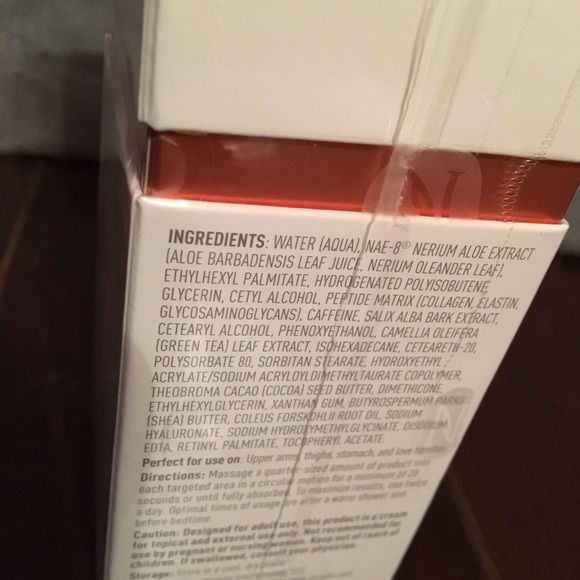 INGREDIENTS: WATER (AQUA), NAE-8® NERIUM ALOE EXTRACT
(ALOE BARBADENSIS LEAF JUICE, NERIUM OLEANDER LEAF),
ETHYLHEXYL PALMITATE, HYDROGENATED POLYISOBUTENE,
GLYCERIN, CETYL ALCOHOL, PEPTIDE MATRIX (COLLAGEN, ELASTIN,
GLYCOSAMINOGLYCANS), CAFFEINE, SALIX ALBA BARK EXTRACT,
CETEARYL ALCOHOL, PHENOXYETHANOL, CAMELLIA OLEIFERA
(GREEN TEA) LEAF EXTRACT, ISOHEXADECANE, CETEARETH-20,
POLYSORBATE 80, SORBITAN STEARATE, HYDROXYETHYL
ACRYLATE/SODIUM ACRYLOYLDIMETHYLTAURATE COPOLYMER,
THEOBROMA CACAO (COCOA) SEED BUTTER, DIMETHICONE,
ETHYLHEXYLGLYCERIN, XANTHAN GUM, BUTYROSPERMUM PARKII
(SHEA) BUTTER, COLEUS FORSKOHLII ROOT OIL, SODIUM
HYALURONATE, SODIUM HYDROXYMETHYLGLYCINATE, DISODIUM
EDTA, RETINYL PALMITATE, TOCOPHERYL ACETATE
Perfect for use on: Upper arms, thighs, stomach, and love handles
Directions: Massage a quarter-sized amount of product into
each targeted area in a circular motion for a minimum of 20
seconds or until fully absorbed. To maximize results, use twice
a day. Optimal times of usage are after a warm shower and
before bedtime.
Caution: Designed for adult use, this product is a cream
for topical and external use only. Not recommended for
use by pregnant or nursing women. Keep out of reach of
children. If swallowed, consult your physician.
Storage: Store in a cool, dry place